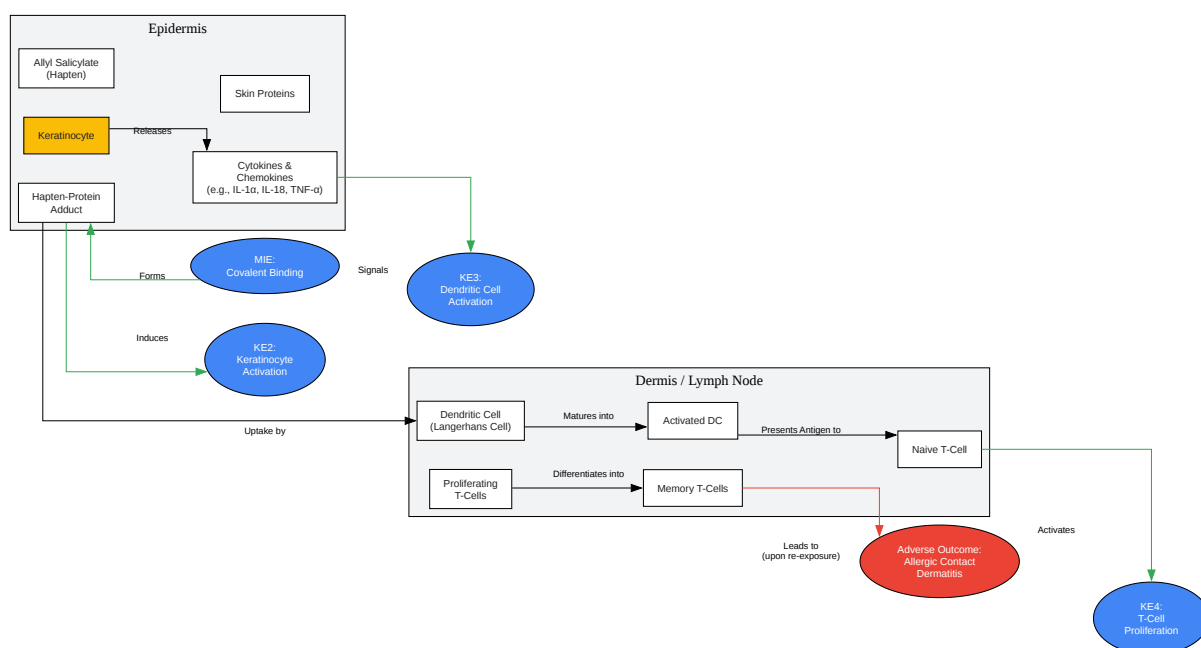 Epidermis
Allyl Salicylate
(Hapten)
Skin Proteins
Keratinocyte
Releases
Cytokines &
Chemokines
(e.g., IL-1α, IL-18, TNF-α)
Hapten-Protein
Adduct
MIE:
Covalent Binding
Forms
Signals
KE3:
Dendritic Cell
Activation
Induces
KE2:
Keratinocyte
Activation
Dermis / Lymph Node
Uptake by
Dendritic Cell
(Langerhans Cell)
Matures into
Activated DC
Presents Antigen to
Naive T-Cell
Proliferating
T-Cells
Differentiates into
Memory T-Cells
Leads to
(upon re-exposure)
Adverse Outcome:
Allergic Contact
Dermatitis
Activates
KE4:
T-Cell
Proliferation